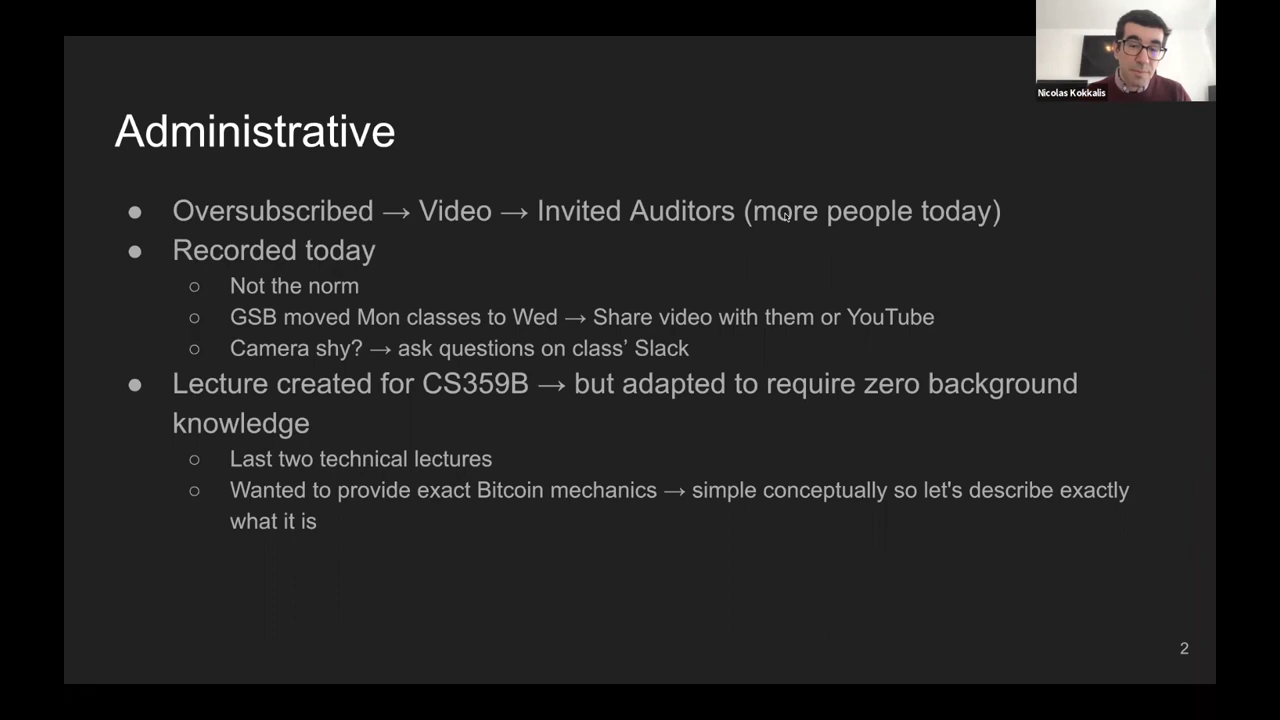 Nicolas Kokkalis
Administrative
● Oversubscribed → Video → Invited Auditors (more people today)
● Recorded today
○ Not the norm
○ GSB moved Mon classes to Wed → Share video with them or YouTube
○ Camera shy? → ask questions on class’ Slack
● Lecture created for CS359B → but adapted to require zero background
knowledge
○ Last two technical lectures
○ Wanted to provide exact Bitcoin mechanics → simple conceptually so let's describe exactly
what it is
2